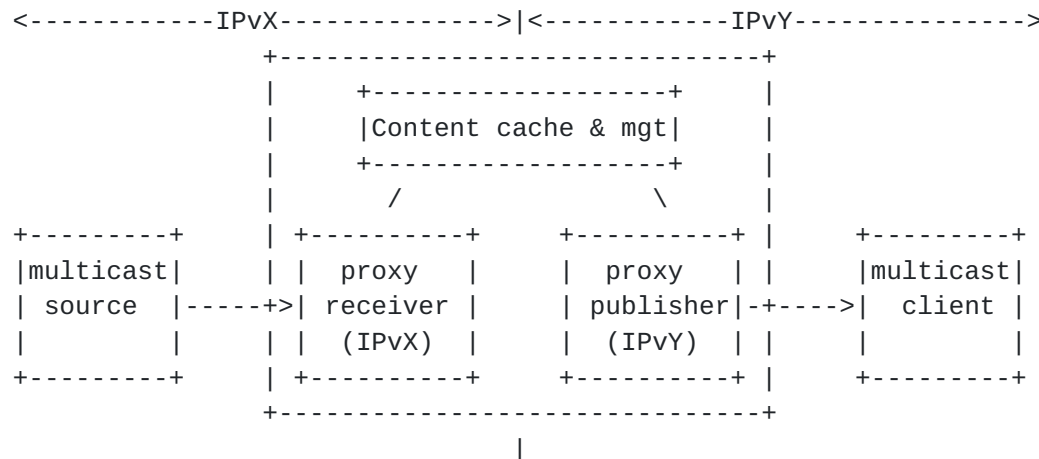 <------------IPvX--------------->|<------------IPvY--------------->
+-------------------------------+
|     +-------------------+     |
|     |Content cache & mgt|     |
|     +-------------------+     |
|       /               \       |
+---------+     | +----------+     +----------+ |     +---------+
|multicast|     | |  proxy   |     |  proxy   | |     |multicast|
| source  |-----+>| receiver |     | publisher|-+---->|  client |
|         |     | |  (IPvX)  |     |  (IPvY)  | |     |         |
+---------+     | +----------+     +----------+ |     +---------+
+-------------------------------+
|